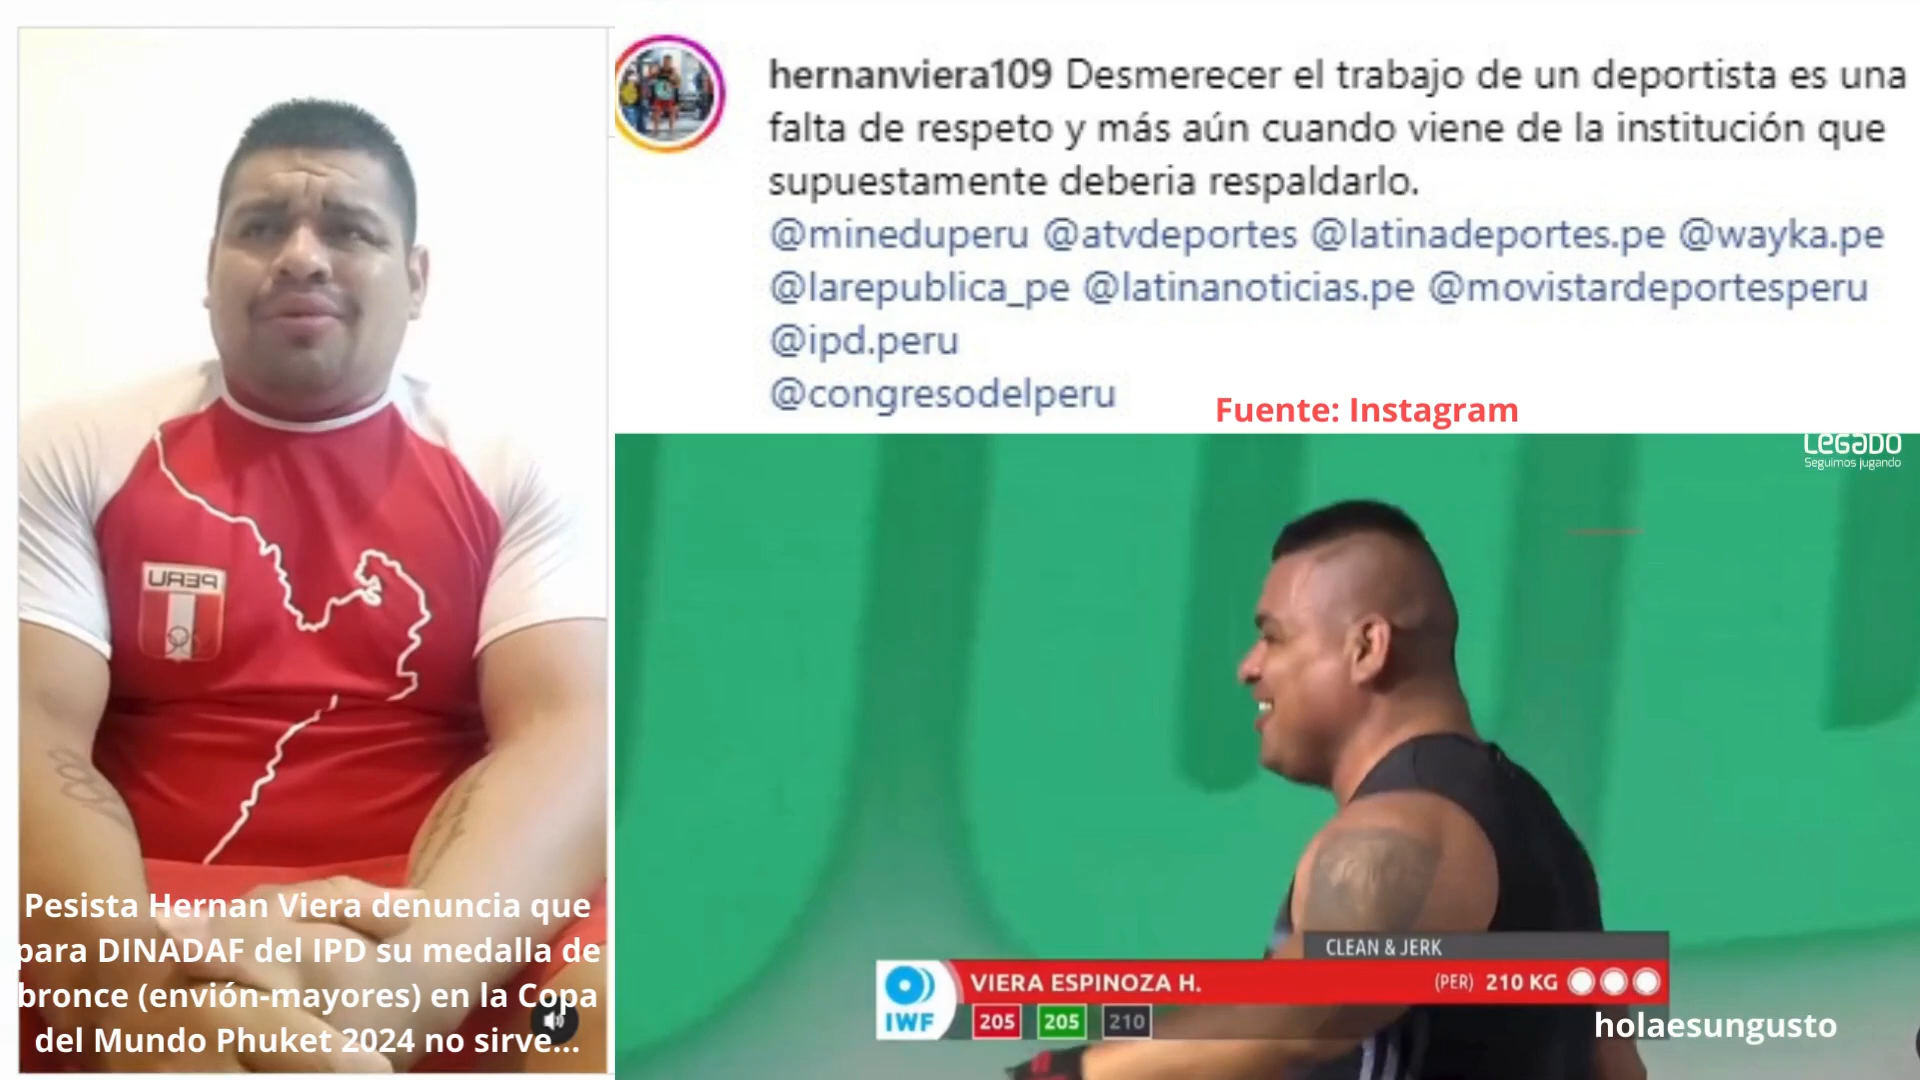 hernanviera109 Desmerecer el trabajo de un deportista es una
falta de respeto y más aún cuando viene de la institución que
supuestamente deberia respaldarlo.
@mineduperu @atvdeportes @latinadeportes.pe @wayka.pe
@larepublica_pe @latinanoticias.pe @movistardeportesperu
@ipd.peru
@congresodelperu
Fuente: Instagram
LEGADO
Seguimos jugando
PERU
Pesista Hernan Viera denuncia que
para DINADAF del IPD su medalla de
bronce (envión-mayores) en la Copa
del Mundo Phuket 2024 no sirve...
CLEAN & JERK
VIERA ESPINOZA H. (PER) 210 KG
IWF 205 205 210
holaesungusto